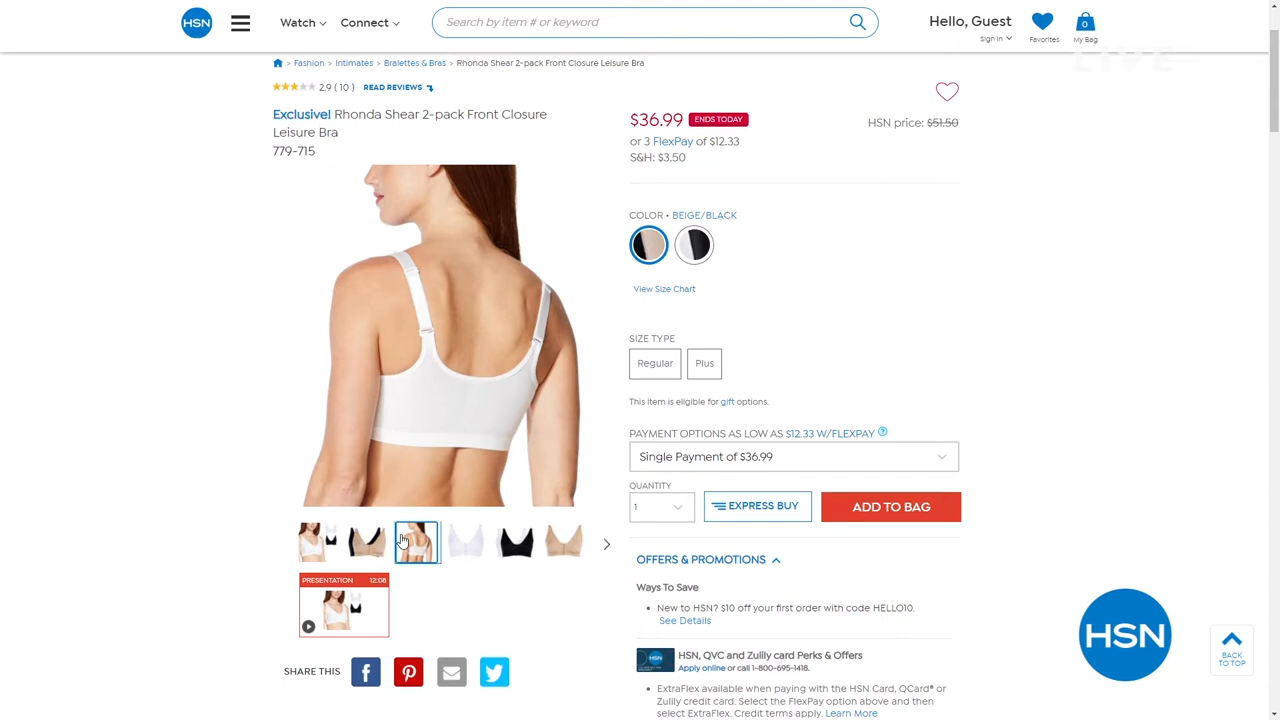 HSN
Watch
Connect
Search by item # or keyword
Hello, Guest
Sign In
Favorites
0
My Bag
LIVE
> Fashion > Intimates > Bralettes & Bras > Rhonda Shear 2-pack Front Closure Leisure Bra
2.9 ( 10 ) READ REVIEWS
Exclusive! Rhonda Shear 2-pack Front Closure
Leisure Bra
779-715
$36.99 ENDS TODAY
HSN price: $51.50
or 3 FlexPay of $12.33
S&H: $3.50
COLOR • BEIGE/BLACK
View Size Chart
SIZE TYPE
Regular
Plus
This item is eligible for gift options.
PAYMENT OPTIONS AS LOW AS $12.33 W/FLEXPAY ?
Single Payment of $36.99
QUANTITY
1
EXPRESS BUY
ADD TO BAG
PRESENTATION 12:08
SHARE THIS
OFFERS & PROMOTIONS
Ways To Save
• New to HSN? $10 off your first order with code HELLO10.
See Details
HSN, QVC and Zulily card Perks & Offers
Apply online or call 1-800-695-1418.
• ExtraFlex available when paying with the HSN Card, QCard® or
Zulily credit card. Select the FlexPay option above and then
select ExtraFlex. Credit terms apply. Learn More
HSN
BACK
TO TOP